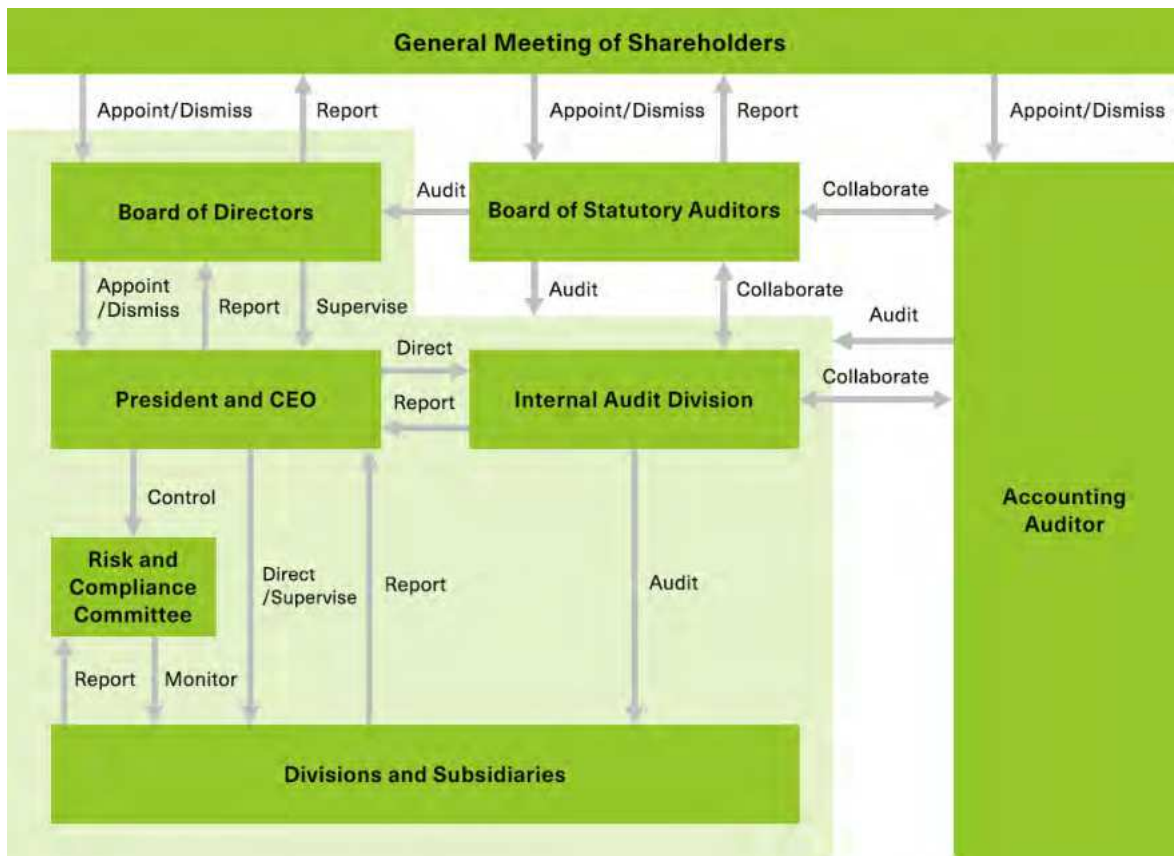 General Meeting of Shareholders
Appoint/Dismiss
Report
Appoint/Dismiss
Report
Appoint/Dismiss
Board of Directors
Audit
Board of Statutory Auditors
Collaborate
Appoint
/Dismiss
Report
Supervise
Audit
Collaborate
Audit
Direct
President and CEO
Report
Internal Audit Division
Collaborate
Control
Accounting
Auditor
Risk and
Compliance
Committee
Direct
/Supervise
Report
Audit
Report
Monitor
Divisions and Subsidiaries